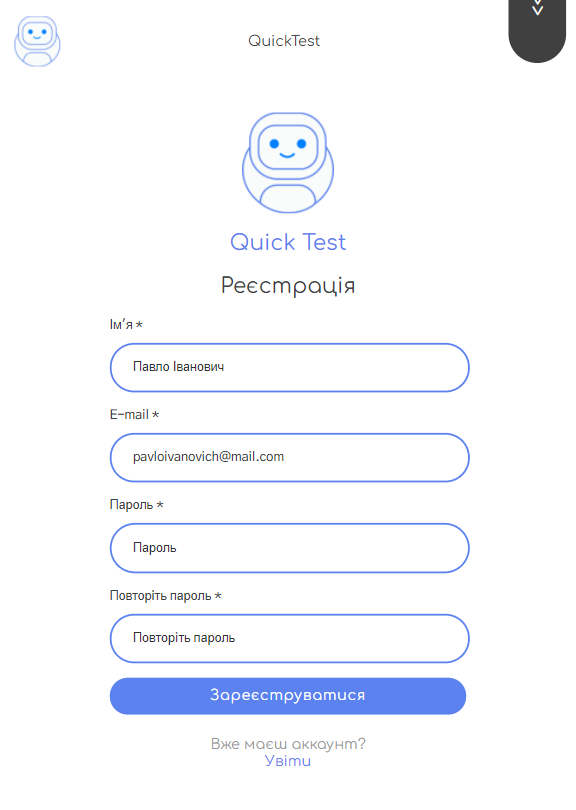 QuickTest
Quick Test
Реєстрація
Ім'я *
Павло Іванович
E-mail *
pavloivanovich@mail.com
Пароль *
Пароль
Повторіть пароль *
Повторіть пароль
Зареєструватися
Вже маєш аккаунт?
Увіти